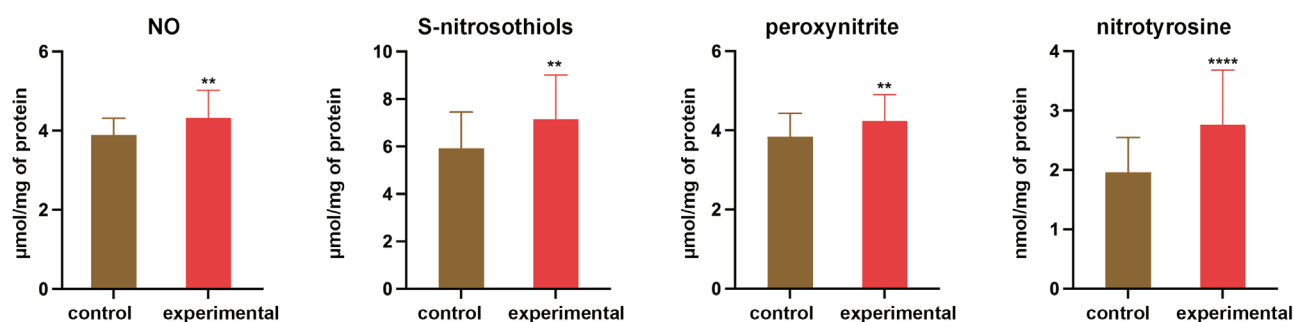 NO
µmol/mg of protein
6
4
2
0
**
control
experimental
S-nitrosothiols
µmol/mg of protein
10
8
6
4
2
0
**
control
experimental
peroxynitrite
µmol/mg of protein
6
4
2
0
**
control
experimental
nitrotyrosine
nmol/mg of protein
4
3
2
1
0
****
control
experimental